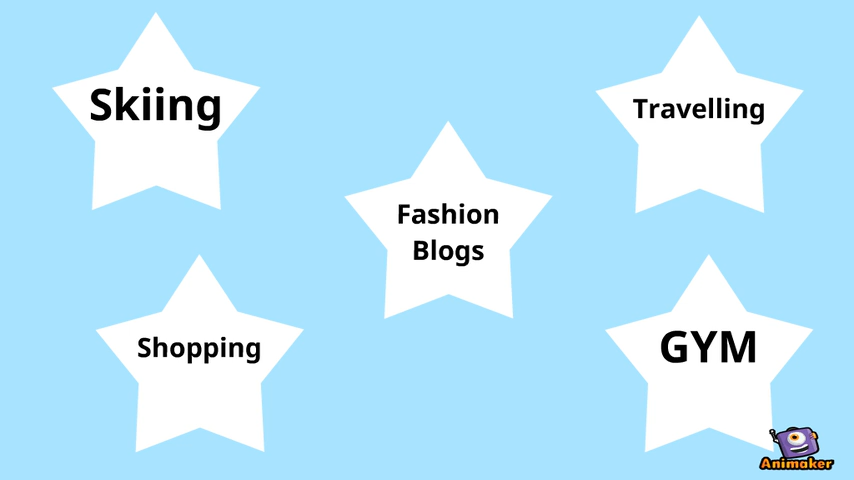 Skiing
Travelling
Fashion
Blogs
Shopping
GYM
Animaker